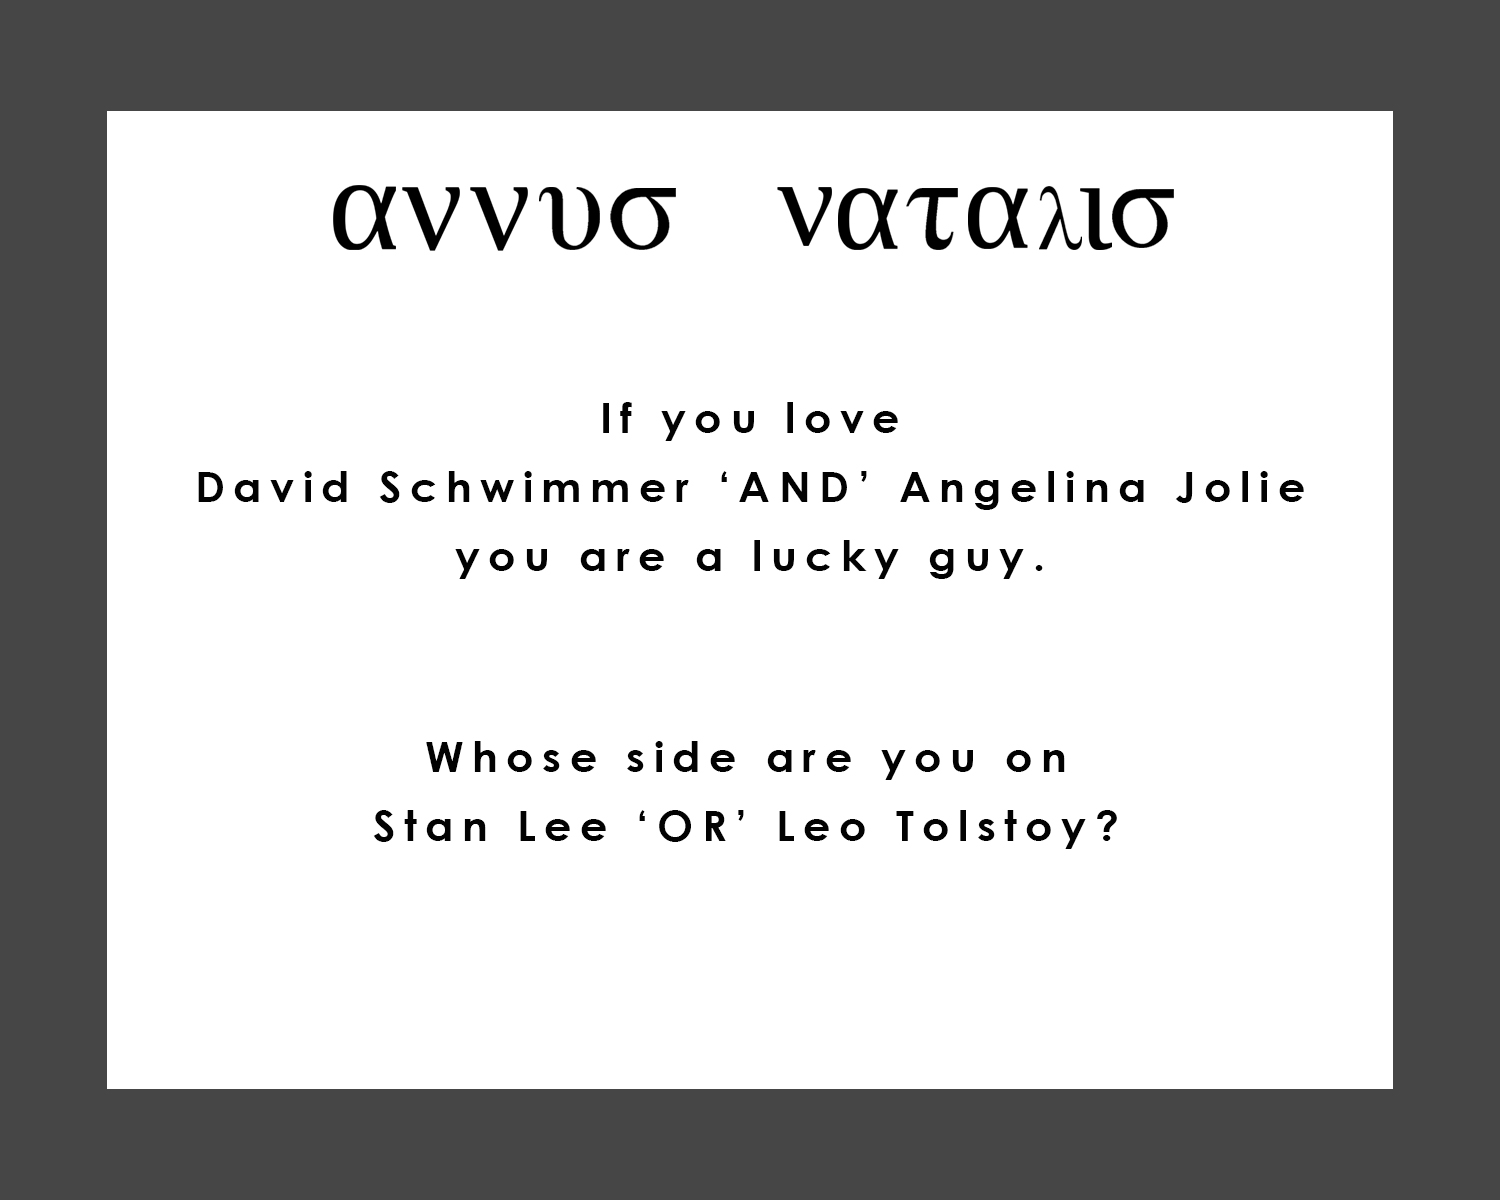 αννυσ ναταλισ
If you love
David Schwimmer ‘AND’ Angelina Jolie
you are a lucky guy.
Whose side are you on
Stan Lee ‘OR’ Leo Tolstoy?